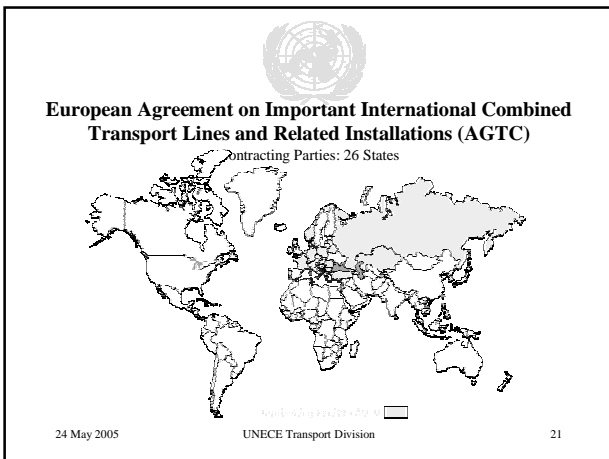 European Agreement on Important International Combined
Transport Lines and Related Installations (AGTC)
ontracting Parties: 26 States
24 May 2005 UNECE Transport Division 21